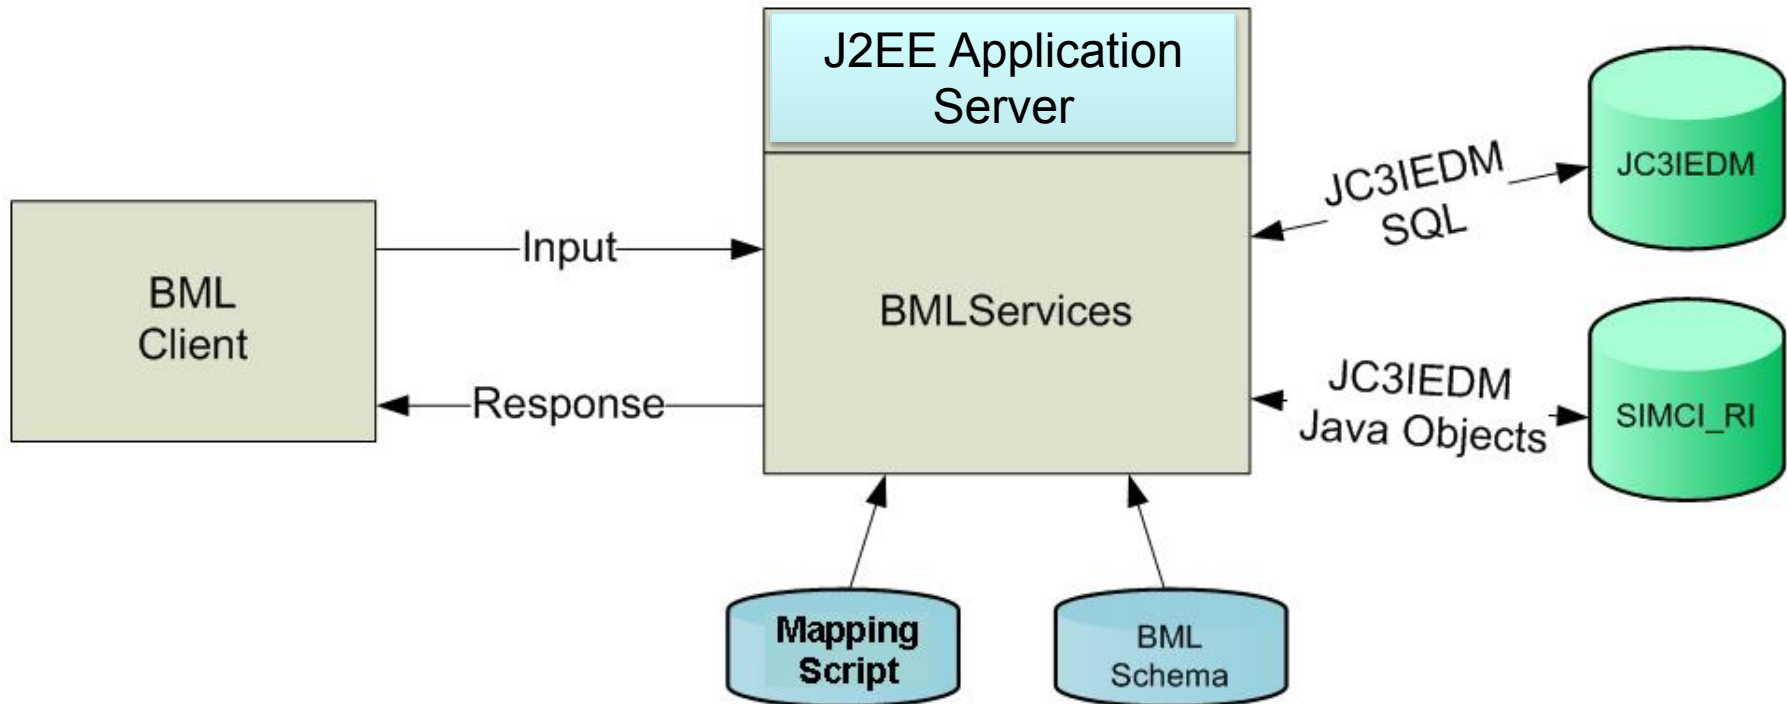 J2EE Application
Server
JC3IEDM
SQL
JC3IEDM
Input
BML
Client
BMLServices
Response
JC3IEDM
Java Objects
SIMCI_RI
Mapping
Script
BML
Schema